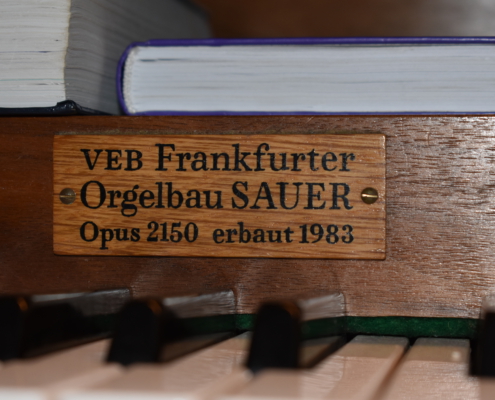 VEB Frankfurter
Orgelbau SAUER
Opus 2150 erbaut 1983